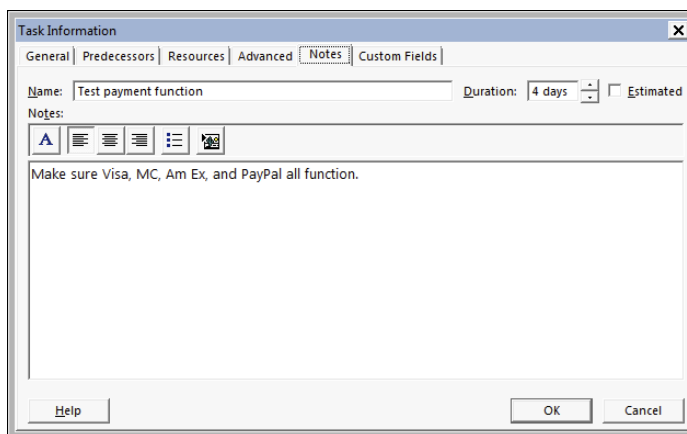 Task Information
General Predecessors Resources Advanced Notes Custom Fields
Name: Test payment function Duration: 4 days Estimated
Notes:
A
Make sure Visa, MC, Am Ex, and PayPal all function.
Help OK Cancel